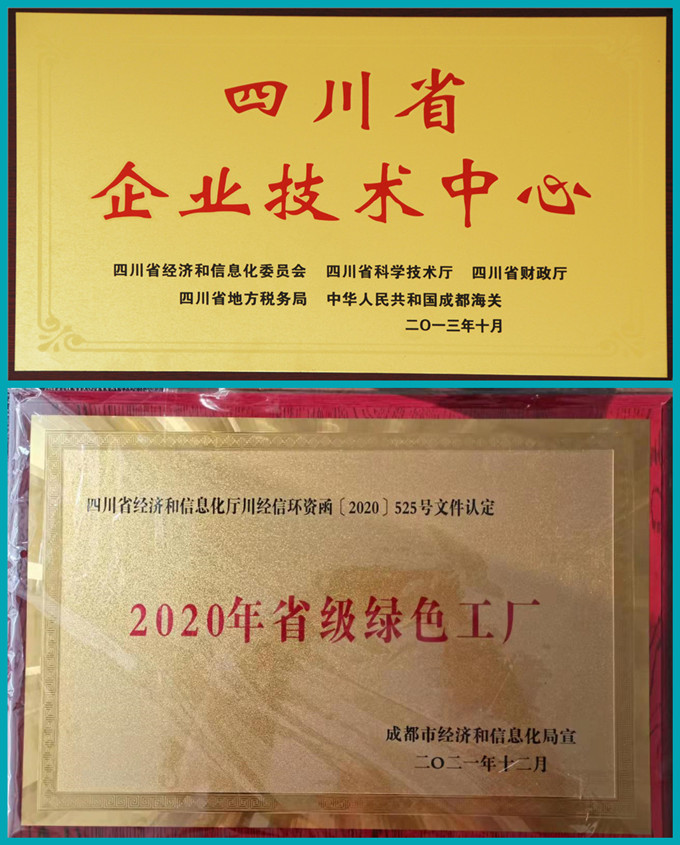 四川省
企业技术中心
四川省经济和信息化委员会 四川省科学技术厅 四川省财政厅
四川省地方税务局 中华人民共和国成都海关
二〇一三年十月
四川省经济和信息化厅川经信环资函〔2020〕525号文件认定
2020年省级绿色工厂
成都市经济和信息化局宣
二〇二一年十二月